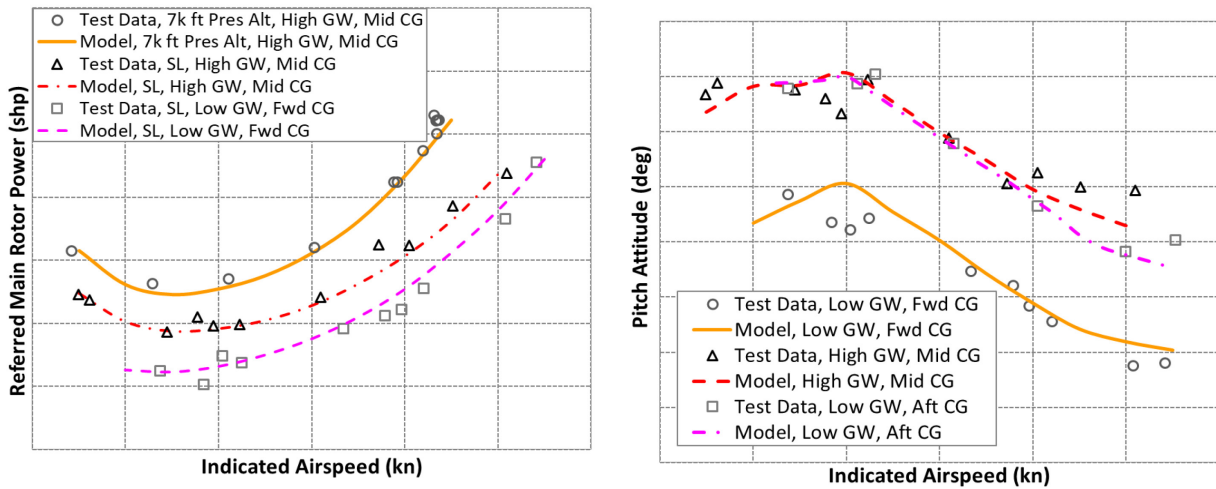 Test Data, 7k ft Pres Alt, High GW, Mid CG
Model, 7k ft Pres Alt, High GW, Mid CG
Test Data, SL, High GW, Mid CG
Model, SL, High GW, Mid CG
Test Data, SL, Low GW, Fwd CG
Model, SL, Low GW, Fwd CG
Referred Main Rotor Power (shp)
Indicated Airspeed (kn)
Pitch Attitude (deg)
Test Data, Low GW, Fwd CG
Model, Low GW, Fwd CG
Test Data, High GW, Mid CG
Model, High GW, Mid CG
Test Data, Low GW, Aft CG
Model, Low GW, Aft CG
Indicated Airspeed (kn)